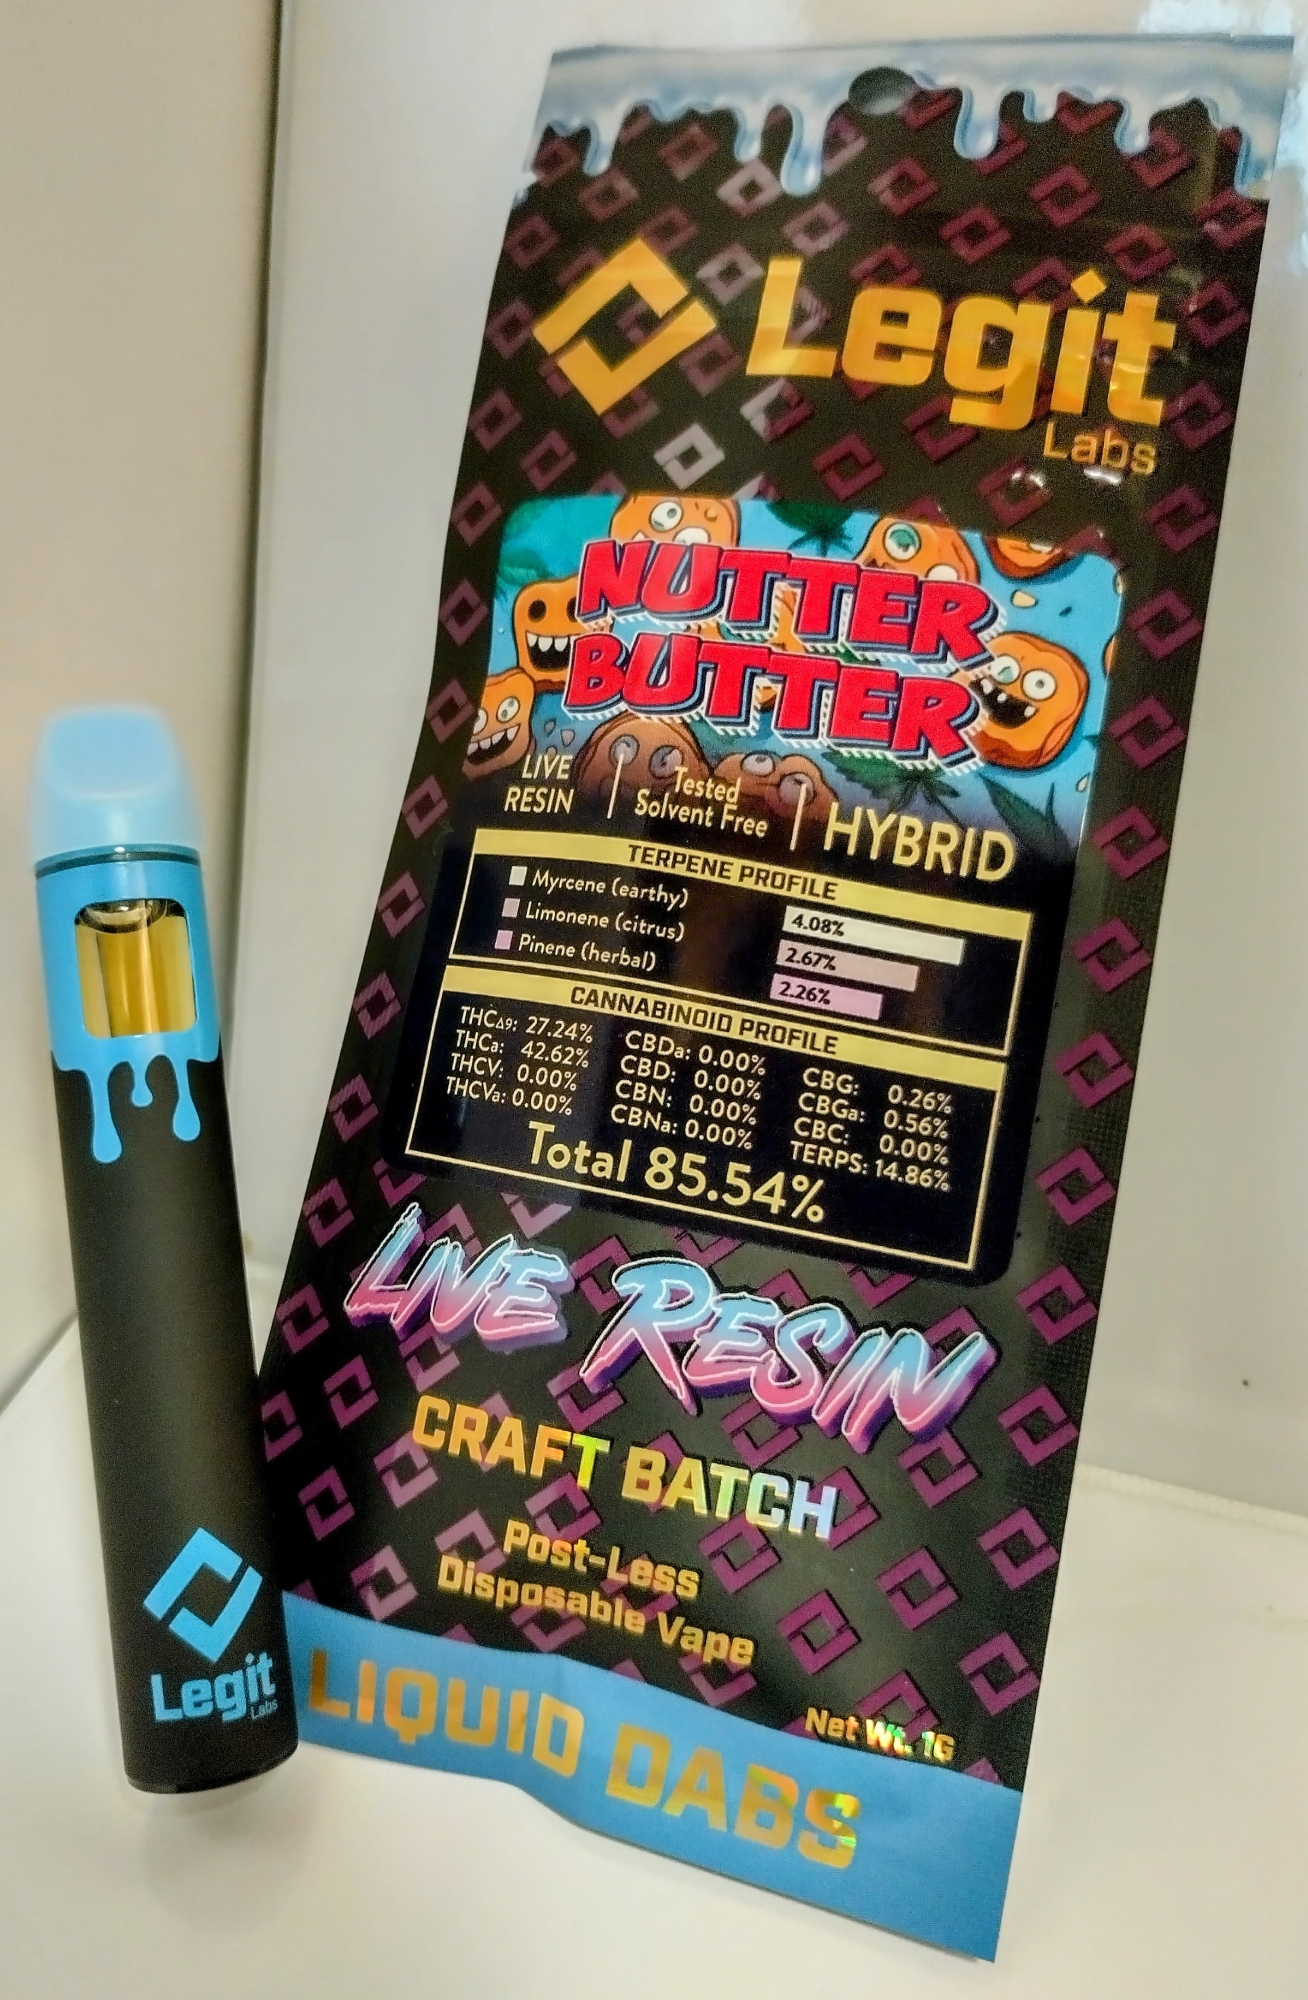 Legit
Labs
NUTTER
BUTTER
LIVE
RESIN
Tested
Solvent Free
HYBRID
TERPENE PROFILE
Myrcene (earthy) 4.08%
Limonene (citrus) 2.67%
Pinene (herbal) 2.26%
CANNABINOID PROFILE
THC∆9: 27.24%
THCa: 42.62%
THCV: 0.00%
THCVa: 0.00%
CBDa: 0.00%
CBD: 0.00%
CBN: 0.00%
CBNa: 0.00%
CBG: 0.26%
CBGa: 0.56%
CBC: 0.00%
TERPS: 14.86%
Total 85.54%
LIVE RESIN
CRAFT BATCH
Post-Less
Disposable Vape
Net Wt. 1G
LIQUID DABS
Legit
Labs